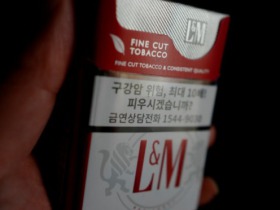 L&M
FINE CUT
TOBACCO
FINE CUT TOBACCO & CONSISTENT QUALITY
구강암 위험, 최대 10배!
피우시겠습니까?
금연상담전화 1544-9030
L&M